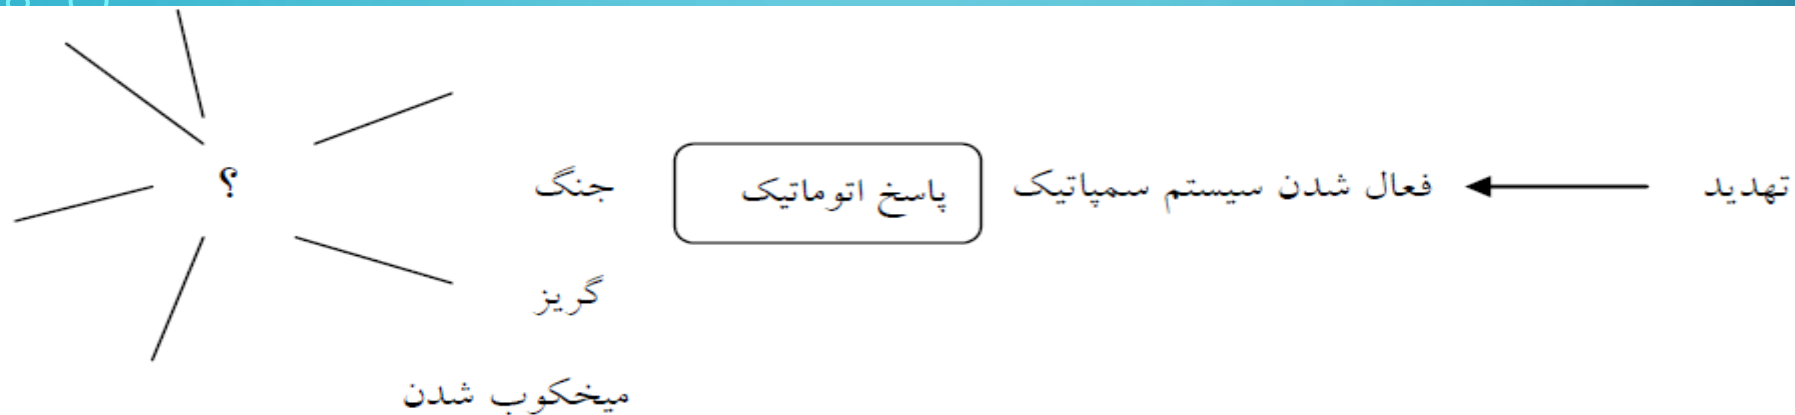 تهدید
فعال شدن سیستم سمپاتیک
پاسخ اتوماتیک
جنگ
؟
گریز
میخکوب شدن